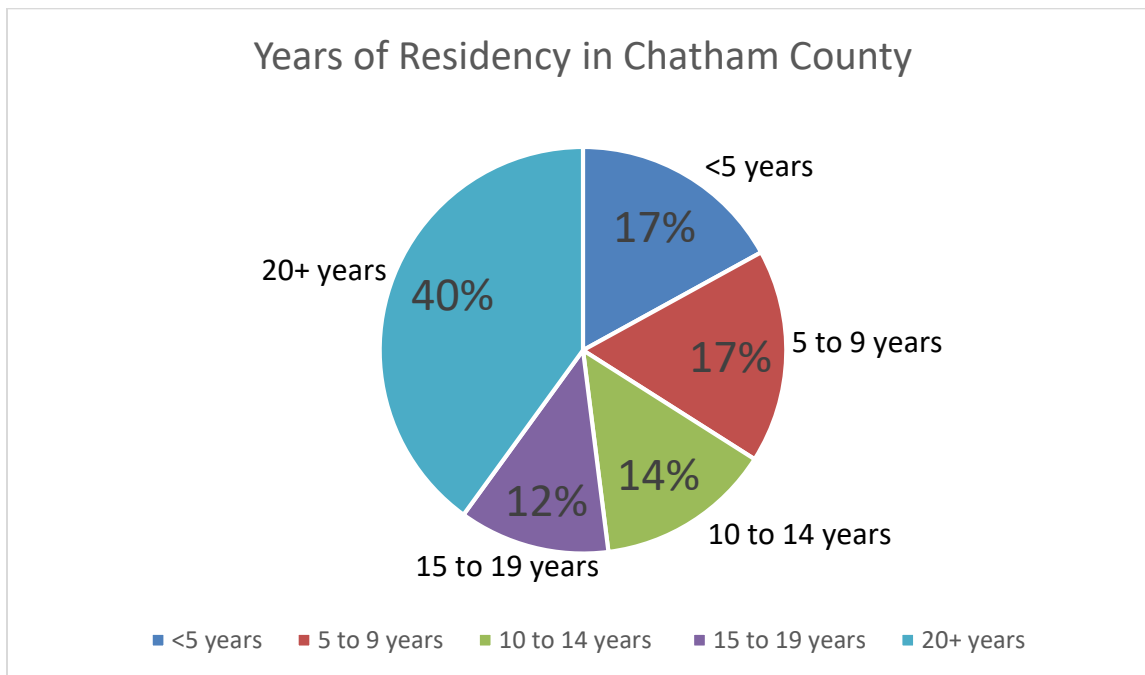 Years of Residency in Chatham County
<5 years
17%
20+ years
40%
5 to 9 years
17%
14%
12%
10 to 14 years
15 to 19 years
<5 years 5 to 9 years 10 to 14 years 15 to 19 years 20+ years